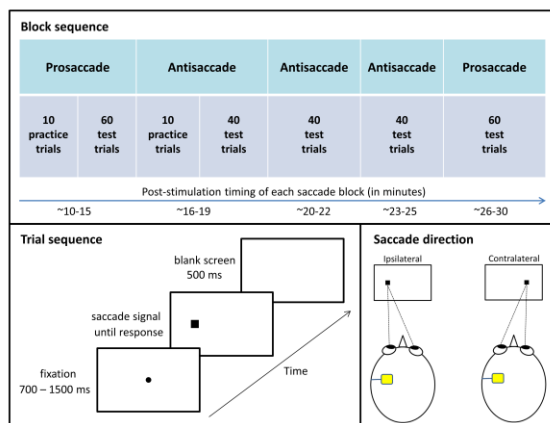 Block sequence
Prosaccade Antisaccade Antisaccade Antisaccade Prosaccade
10 60 10 40 40 40 60
practice test practice test test test test
trials trials trials trials trials trials trials
Post-stimulation timing of each saccade block (in minutes)
~10-15 ~16-19 ~20-22 ~23-25 ~26-30
Trial sequence
blank screen
500 ms
saccade signal
until response
fixation
700 – 1500 ms
Time
Saccade direction
Ipsilateral Contralateral